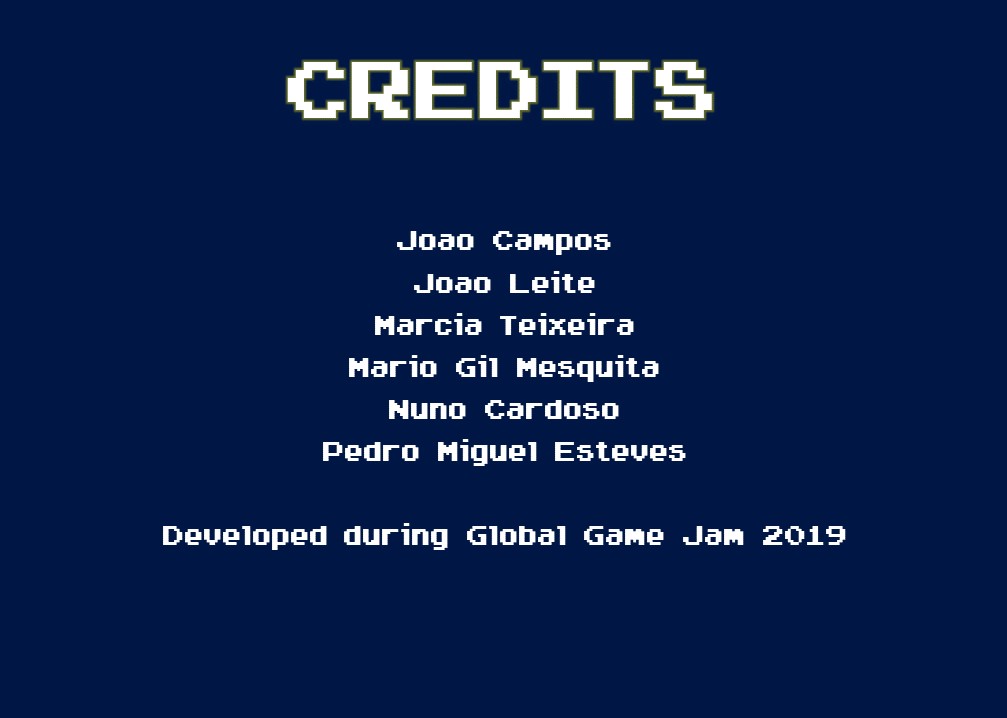 CREDITS
Joao Campos
Joao Leite
Marcia Teixeira
Mario Gil Mesquita
Nuno Cardoso
Pedro Miguel Esteves
Developed during Global Game Jam 2019